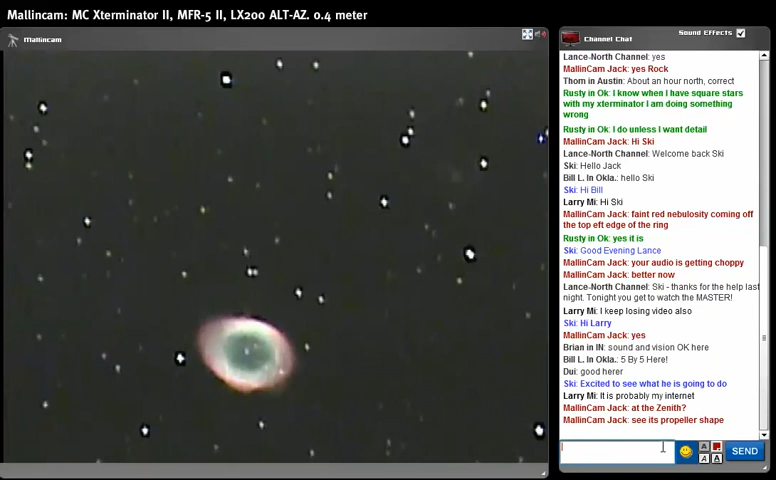 Mallincam: MC Xterminator II, MFR-5 II, LX200 ALT-AZ. 0.4 meter
Mallincam
Channel Chat
Sound Effects
Lance-North Channel: yes
MallinCam Jack: yes Rock
Thom in Austin: About an hour north, correct
Rusty in Ok: I know when I have square stars
with my xterminator I am doing something
wrong
Rusty in Ok: I do unless I want detail
MallinCam Jack: Hi Ski
Lance-North Channel: Welcome back Ski
Ski: Hello Jack
Bill L. In Okla.: hello Ski
Ski: Hi Bill
Larry Mi: Hi Ski
MallinCam Jack: faint red nebulosity coming off
the top eft edge of the ring
Rusty in Ok: yes it is
Ski: Good Evening Lance
MallinCam Jack: your audio is getting choppy
MallinCam Jack: better now
Lance-North Channel: Ski - thanks for the help last
night. Tonight you get to watch the MASTER!
Larry Mi: I keep losing video also
Ski: Hi Larry
MallinCam Jack: yes
Brian in IN: sound and vision OK here
Bill L. In Okla.: 5 By 5 Here!
Dui: good herer
Ski: Excited to see what he is going to do
Larry Mi: It is probably my internet
MallinCam Jack: at the Zenith?
MallinCam Jack: see its propeller shape
A
A A
SEND